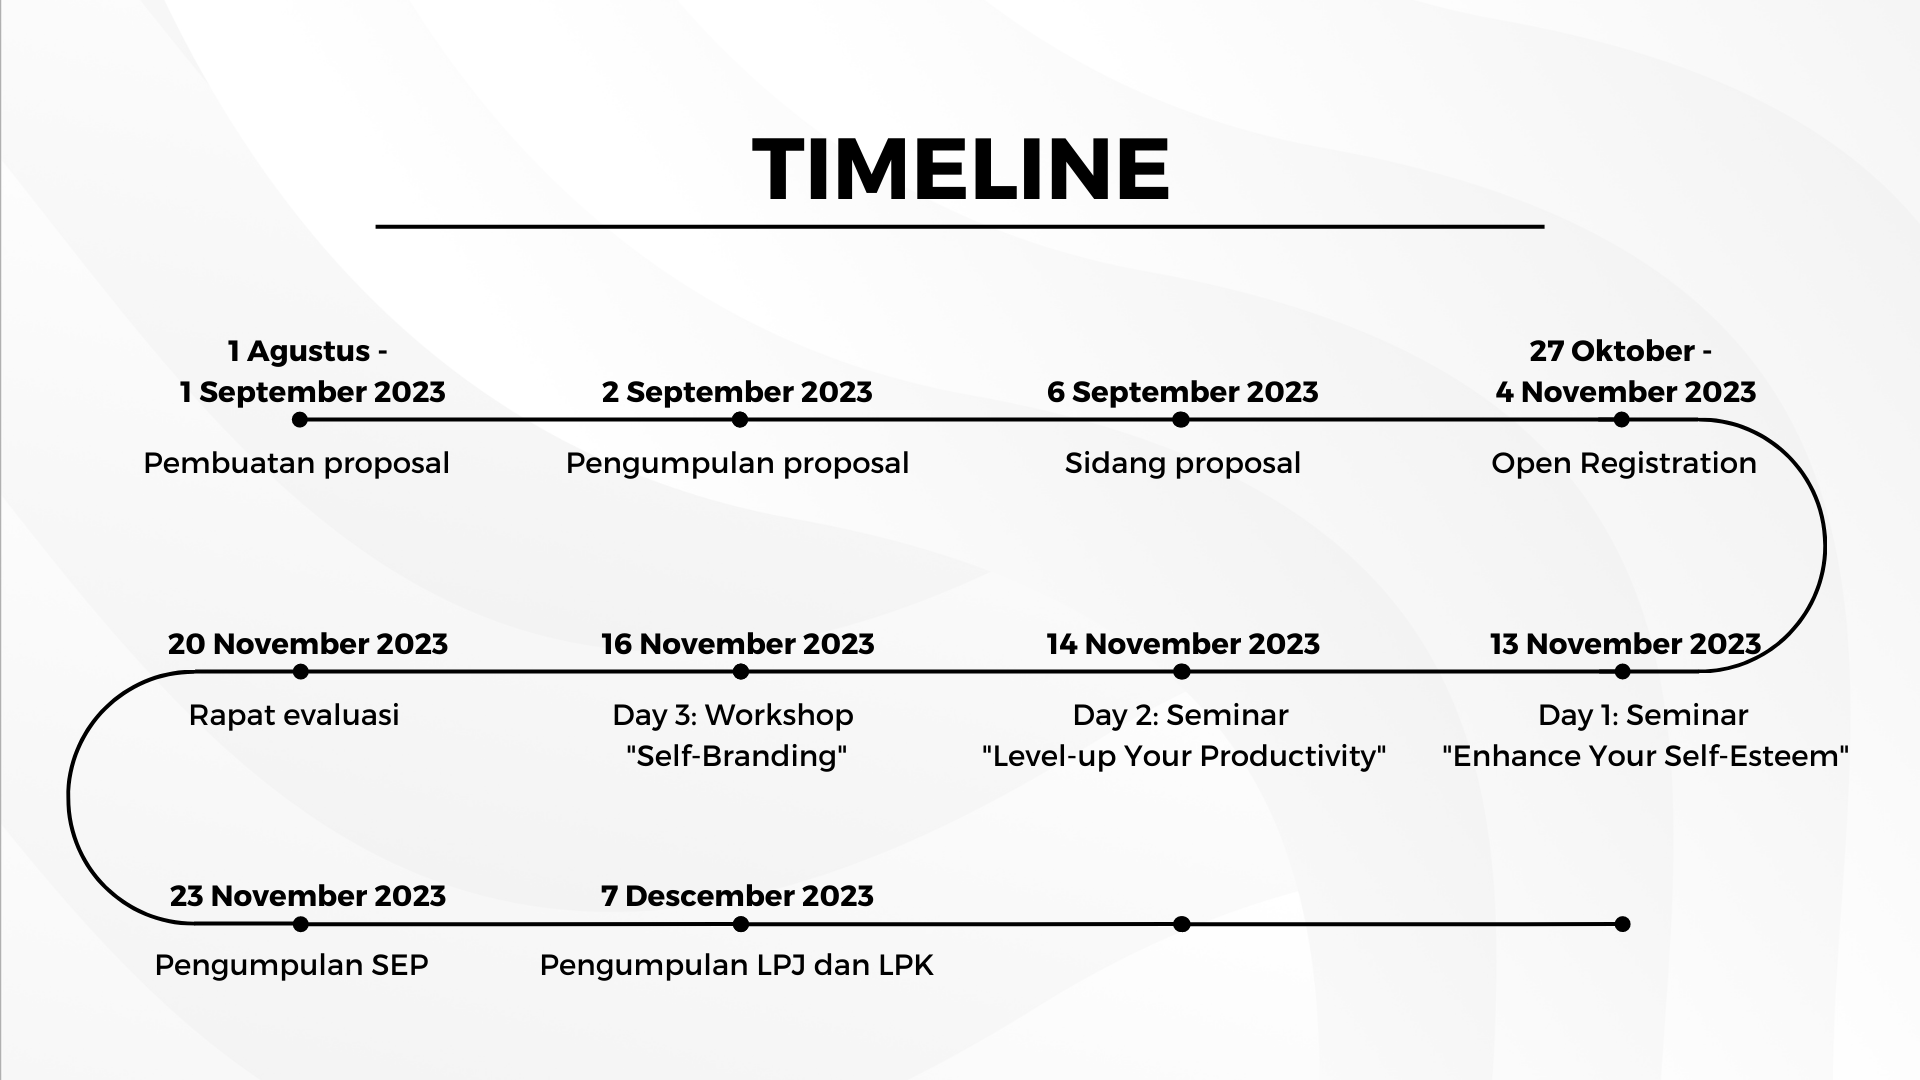 TIMELINE
1 Agustus -
1 September 2023
Pembuatan proposal
2 September 2023
Pengumpulan proposal
6 September 2023
Sidang proposal
27 Oktober -
4 November 2023
Open Registration
13 November 2023
Day 1: Seminar
"Enhance Your Self-Esteem"
14 November 2023
Day 2: Seminar
"Level-up Your Productivity"
16 November 2023
Day 3: Workshop
"Self-Branding"
20 November 2023
Rapat evaluasi
23 November 2023
Pengumpulan SEP
7 Descember 2023
Pengumpulan LPJ dan LPK